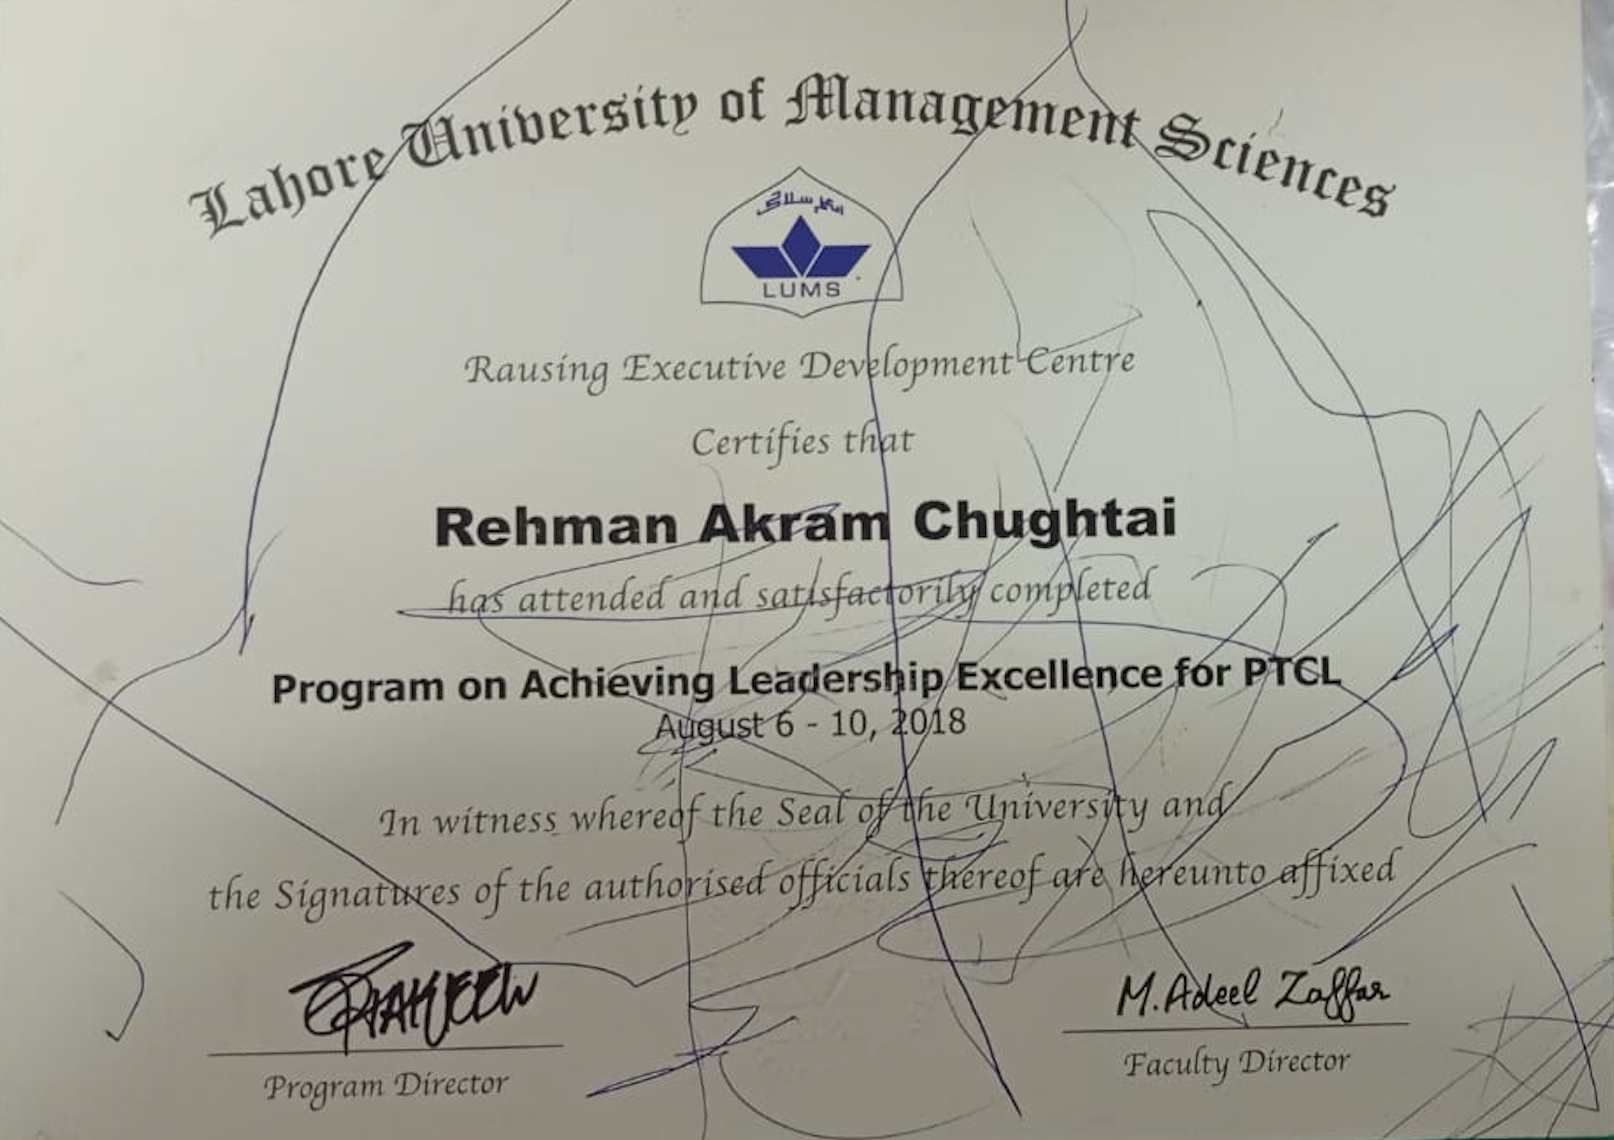 Lahore University of Management Sciences
LUMS
Rausing Executive Development Centre
Certifies that
Rehman Akram Chughtai
has attended and satisfactorily completed
Program on Achieving Leadership Excellence for PTCL
August 6 - 10, 2018
In witness whereof the Seal of the University and
the Signatures of the authorised officials thereof are hereunto affixed
M. Adeel Zaffar
Program Director
Faculty Director